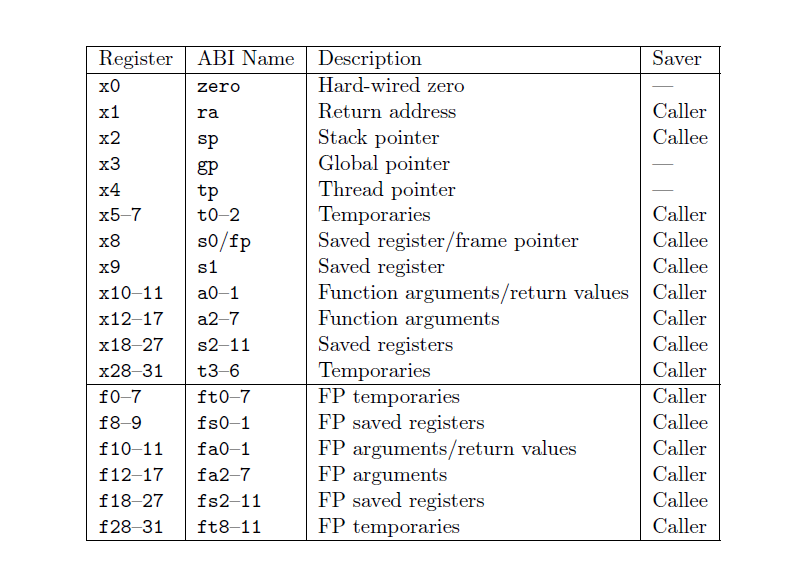 Register ABI Name Description Saver
x0 zero Hard-wired zero —
x1 ra Return address Caller
x2 sp Stack pointer Callee
x3 gp Global pointer —
x4 tp Thread pointer —
x5–7 t0–2 Temporaries Caller
x8 s0/fp Saved register/frame pointer Callee
x9 s1 Saved register Callee
x10–11 a0–1 Function arguments/return values Caller
x12–17 a2–7 Function arguments Caller
x18–27 s2–11 Saved registers Callee
x28–31 t3–6 Temporaries Caller
f0–7 ft0–7 FP temporaries Caller
f8–9 fs0–1 FP saved registers Callee
f10–11 fa0–1 FP arguments/return values Caller
f12–17 fa2–7 FP arguments Caller
f18–27 fs2–11 FP saved registers Callee
f28–31 ft8–11 FP temporaries Caller